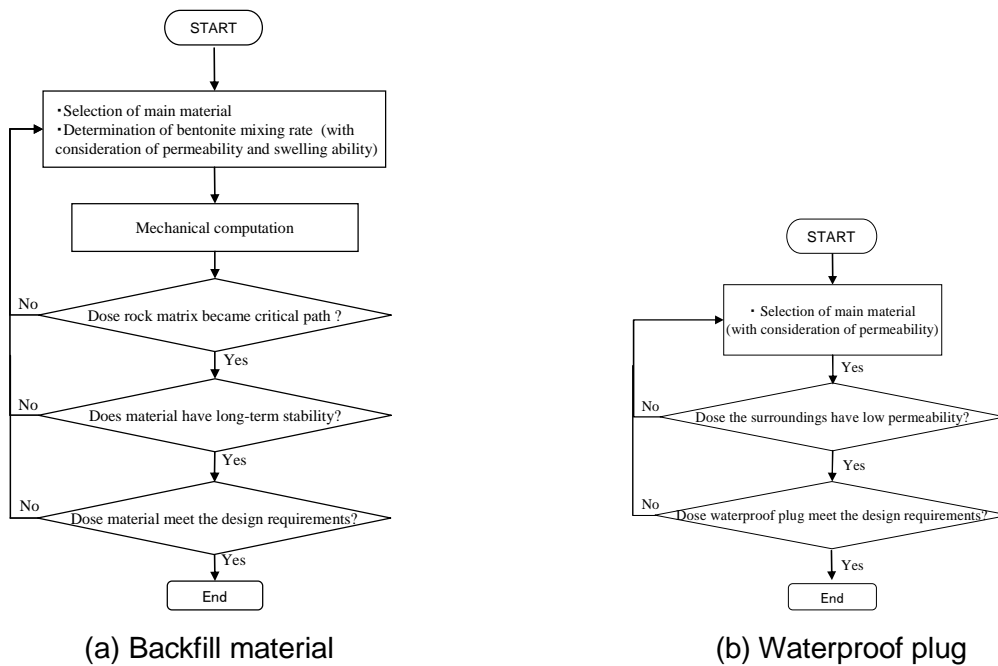 START
・Selection of main material
・Determination of bentonite mixing rate (with
consideration of permeability and swelling ability)
Mechanical computation
No
Dose rock matrix became critical path ?
Yes
No
Does material have long-term stability?
Yes
No
Dose material meet the design requirements?
Yes
End
(a) Backfill material
START
・ Selection of main material
(with consideration of permeability)
Yes
No
Dose the surroundings have low permeability?
Yes
No
Dose waterproof plug meet the design requirements?
Yes
End
(b) Waterproof plug